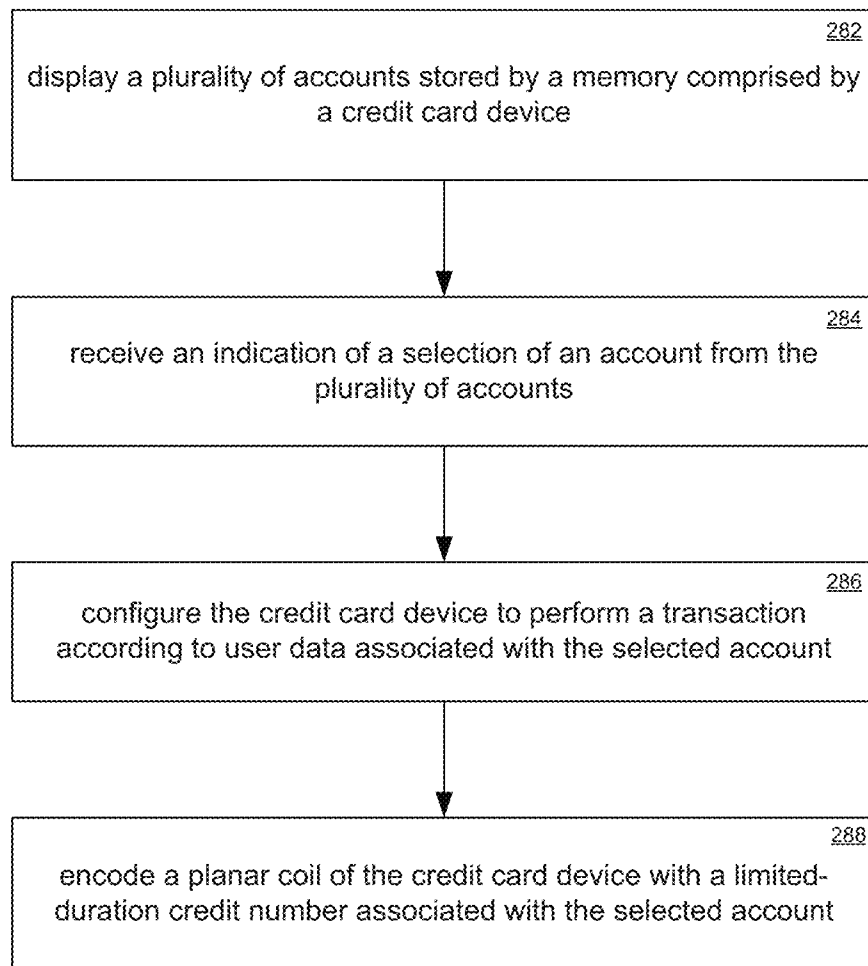 282
display a plurality of accounts stored by a memory comprised by
a credit card device
284
receive an indication of a selection of an account from the
plurality of accounts
286
configure the credit card device to perform a transaction
according to user data associated with the selected account
288
encode a planar coil of the credit card device with a limited-
duration credit number associated with the selected account